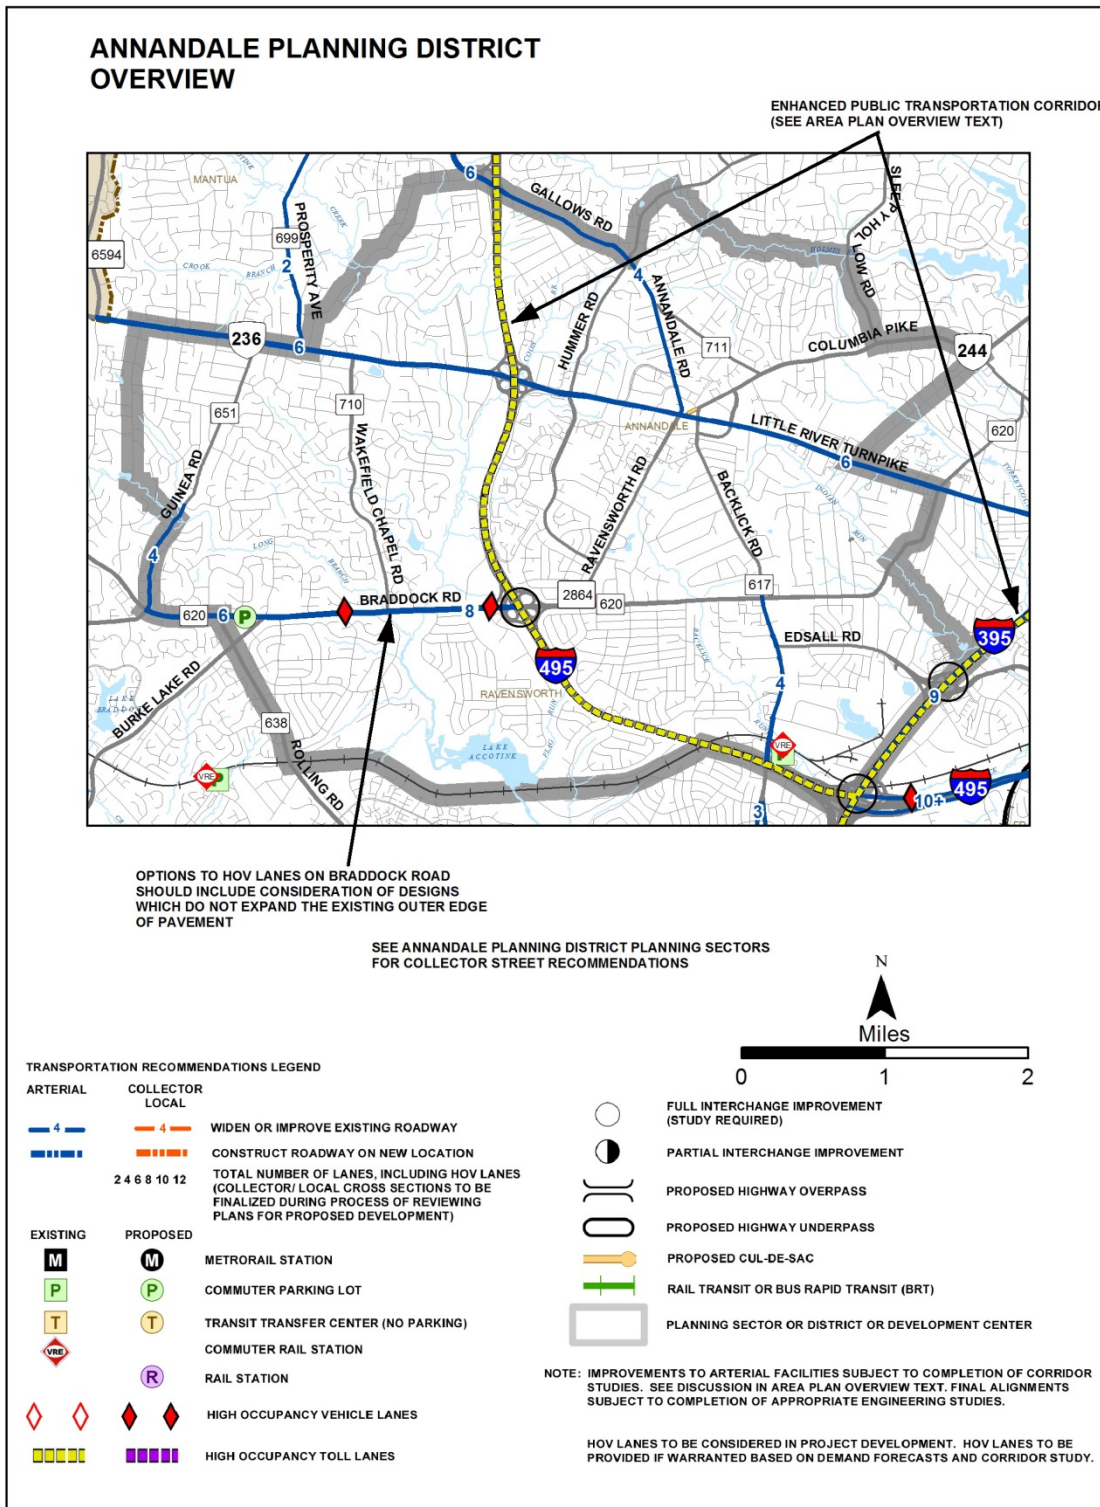 ANNANDALE PLANNING DISTRICT
OVERVIEW
ENHANCED PUBLIC TRANSPORTATION CORRIDOR
(SEE AREA PLAN OVERVIEW TEXT)
MANTUA
6
GALLOWS RD
SLEEPY HOLLOW RD
6594
PROSPERITY AVE
699
2
CREEK
CROOK
BRANCH
HOLMES
4
ANNANDALE RD
236
6
HUMMER RD
COLUMBIA PIKE
244
711
651
710
ANNANDALE
LITTLE RIVER TURNPIKE
620
6
GUINEA RD
WAKEFIELD CHAPEL RD
RAVENSWORTH RD
BACKLICK RD
INDIAN
RUN
4
LONG
BRANCH
617
620
6
P
BRADDOCK RD
8
2864
620
EDSALL RD
395
495
BURKE LAKE RD
RAVENSWORTH
4
9
LAKE
BRADDOCK
638
ROLLING RD
LAKE
ACCOTINK
RUN
VRE
P
VRE
P
3
10+
495
OPTIONS TO HOV LANES ON BRADDOCK ROAD
SHOULD INCLUDE CONSIDERATION OF DESIGNS
WHICH DO NOT EXPAND THE EXISTING OUTER EDGE
OF PAVEMENT
SEE ANNANDALE PLANNING DISTRICT PLANNING SECTORS
FOR COLLECTOR STREET RECOMMENDATIONS
N
Miles
0 1 2
TRANSPORTATION RECOMMENDATIONS LEGEND
ARTERIAL COLLECTOR
LOCAL
4 4 WIDEN OR IMPROVE EXISTING ROADWAY
CONSTRUCT ROADWAY ON NEW LOCATION
2 4 6 8 10 12 TOTAL NUMBER OF LANES, INCLUDING HOV LANES
(COLLECTOR/ LOCAL CROSS SECTIONS TO BE
FINALIZED DURING PROCESS OF REVIEWING
PLANS FOR PROPOSED DEVELOPMENT)
EXISTING PROPOSED
M M METRORAIL STATION
P P COMMUTER PARKING LOT
T T TRANSIT TRANSFER CENTER (NO PARKING)
VRE COMMUTER RAIL STATION
R RAIL STATION
HIGH OCCUPANCY VEHICLE LANES
HIGH OCCUPANCY TOLL LANES
FULL INTERCHANGE IMPROVEMENT
(STUDY REQUIRED)
PARTIAL INTERCHANGE IMPROVEMENT
PROPOSED HIGHWAY OVERPASS
PROPOSED HIGHWAY UNDERPASS
PROPOSED CUL-DE-SAC
RAIL TRANSIT OR BUS RAPID TRANSIT (BRT)
PLANNING SECTOR OR DISTRICT OR DEVELOPMENT CENTER
NOTE: IMPROVEMENTS TO ARTERIAL FACILITIES SUBJECT TO COMPLETION OF CORRIDOR
STUDIES. SEE DISCUSSION IN AREA PLAN OVERVIEW TEXT. FINAL ALIGNMENTS
SUBJECT TO COMPLETION OF APPROPRIATE ENGINEERING STUDIES.
HOV LANES TO BE CONSIDERED IN PROJECT DEVELOPMENT. HOV LANES TO BE
PROVIDED IF WARRANTED BASED ON DEMAND FORECASTS AND CORRIDOR STUDY.